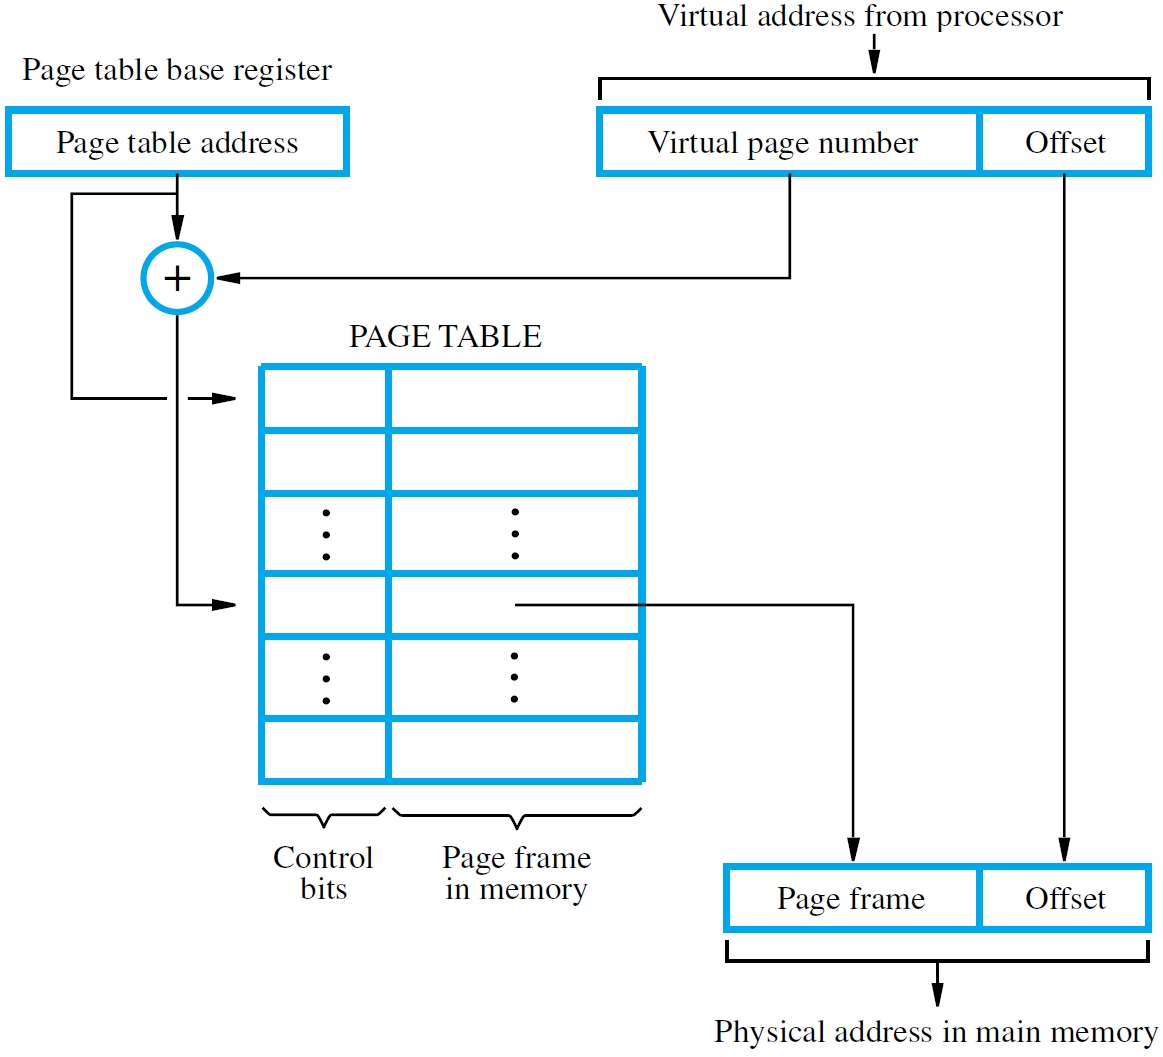 Virtual address from processor
Page table base register
Page table address
Virtual page number
Offset
+
PAGE TABLE
Control
bits
Page frame
in memory
Page frame
Offset
Physical address in main memory